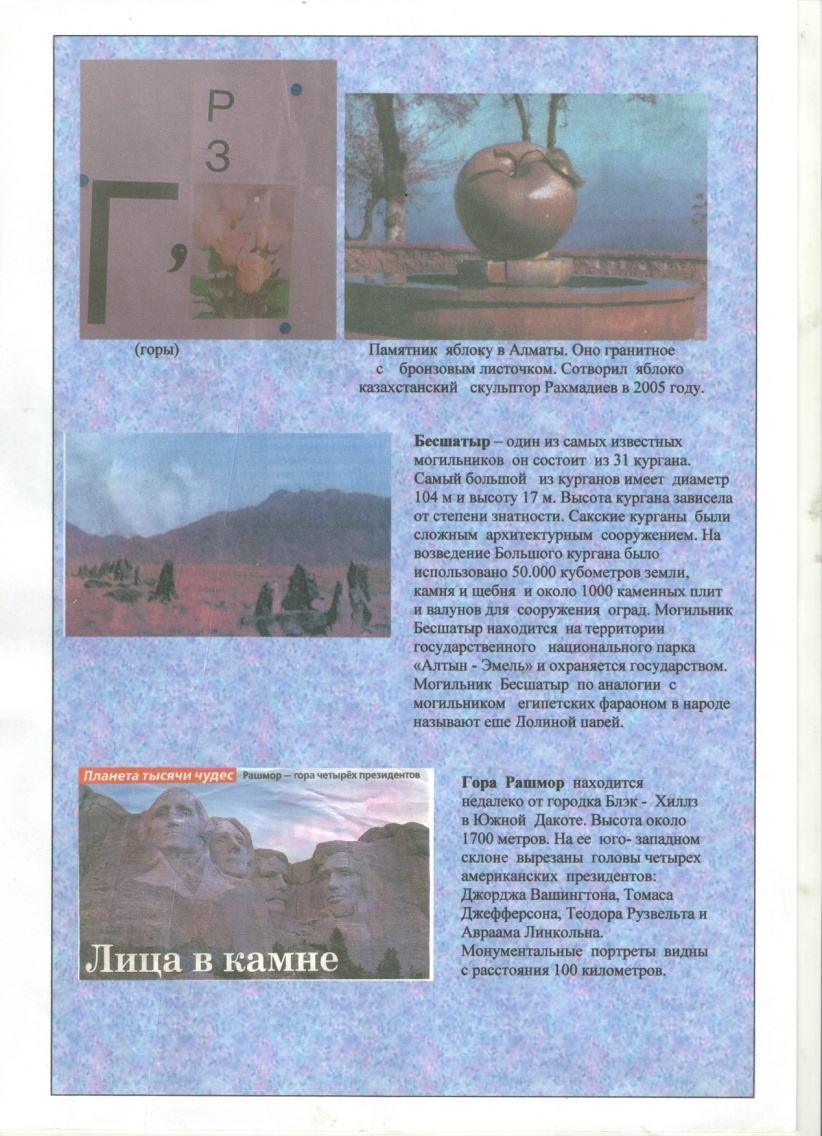 Р
З
Г,
(горы)
Памятник яблоку в Алматы. Оно гранитное
с бронзовым листочком. Сотворил яблоко
казахстанский скульптор Рахмадиев в 2005 году.
Бесшатыр – один из самых известных
могильников он состоит из 31 кургана.
Самый большой из курганов имеет диаметр
104 м и высоту 17 м. Высота кургана зависела
от степени знатности. Сакские курганы были
сложным архитектурным сооружением. На
возведение Большого кургана было
использовано 50.000 кубометров земли,
камня и щебня и около 1000 каменных плит
и валунов для сооружения оград. Могильник
Бесшатыр находится на территории
государственного национального парка
«Алтын - Эмель» и охраняется государством.
Могильник Бесшатыр по аналогии с
могильником египетских фараоном в народе
называют еще Долиной царей.
Планета тысячи чудес Рашмор – гора четырёх президентов
Лица в камне
Гора Рашмор находится
недалеко от городка Блэк - Хиллз
в Южной Дакоте. Высота около
1700 метров. На ее юго- западном
склоне вырезаны головы четырех
американских президентов:
Джорджа Вашингтона, Томаса
Джефферсона, Теодора Рузвельта и
Авраама Линкольна.
Монументальные портреты видны
с расстояния 100 километров.